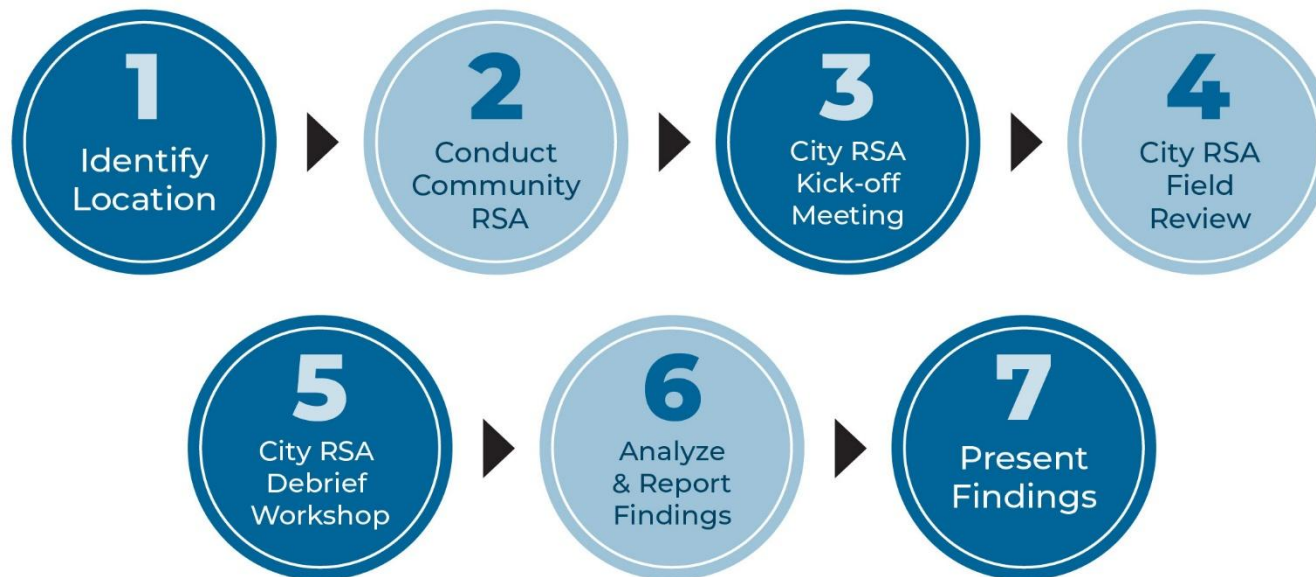 1
Identify
Location
2
Conduct
Community
RSA
3
City RSA
Kick-off
Meeting
4
City RSA
Field
Review
5
City RSA
Debrief
Workshop
6
Analyze
& Report
Findings
7
Present
Findings